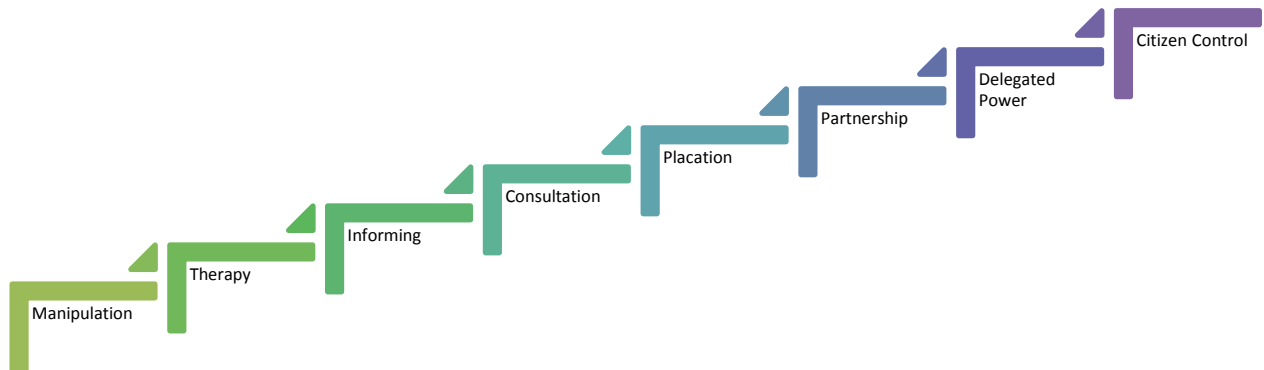 Manipulation
Therapy
Informing
Consultation
Placation
Partnership
Delegated
Power
Citizen Control